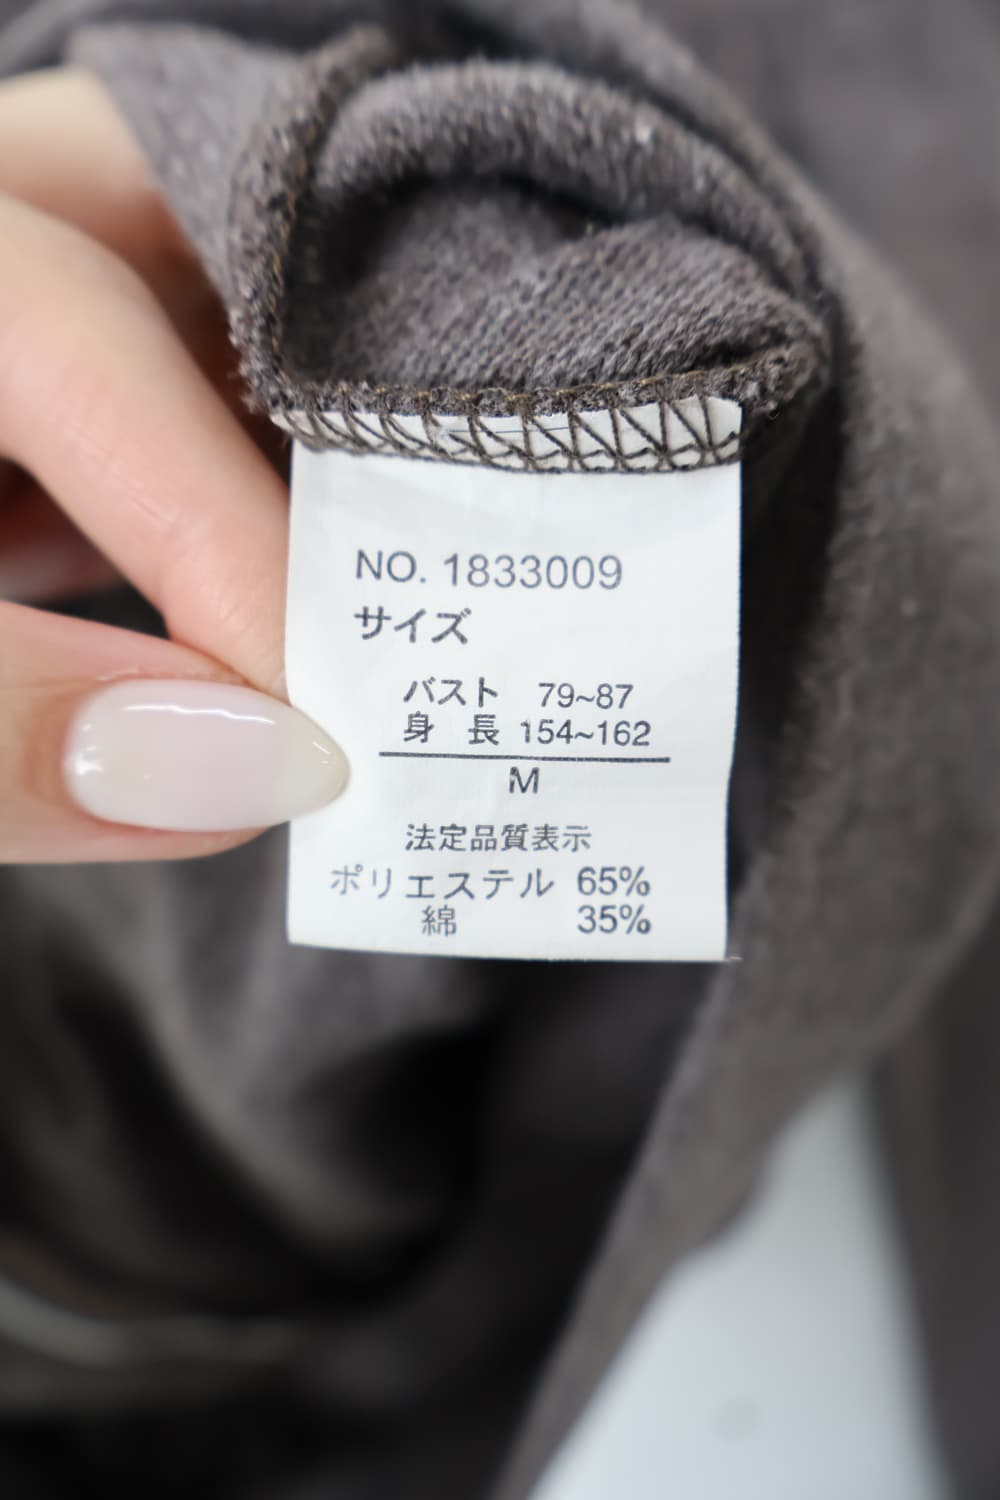 NO. 1833009
サイズ
バスト 79~87
身 長 154~162
M
法定品質表示
ポリエステル 65%
綿 35%